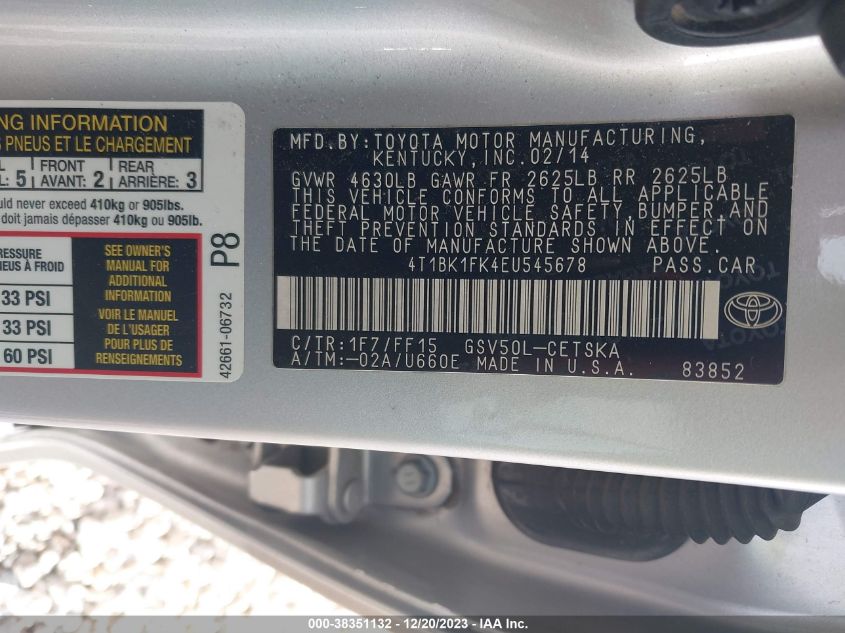 NG INFORMATION
PNEUS ET LE CHARGEMENT
5 FRONT AVANT: 2 REAR ARRIÈRE: 3
uld never exceed 410kg or 905lbs.
doit jamais dépasser 410kg ou 905lb.
RESSURE
NEUS À FROID
33 PSI
33 PSI
60 PSI
SEE OWNER'S
MANUAL FOR
ADDITIONAL
INFORMATION
VOIR LE MANUEL
DE L'USAGER
POUR PLUS DE
RENSEIGNEMENTS
P8
42661-06732
MFD.BY:TOYOTA MOTOR MANUFACTURING,
KENTUCKY,INC.02/14
GVWR 4630LB GAWR FR 2625LB RR 2625LB
THIS VEHICLE CONFORMS TO ALL APPLICABLE
FEDERAL MOTOR VEHICLE SAFETY,BUMPER,AND
THEFT PREVENTION STANDARDS IN EFFECT ON
THE DATE OF MANUFACTURE SHOWN ABOVE.
4T1BK1FK4EU545678 PASS.CAR
C/TR:1F7/FF15 GSV50L-CETSKA
A/TM:-02A/U660E MADE IN U.S.A. 83852
000-38351132 - 12/20/2023 - IAA Inc.